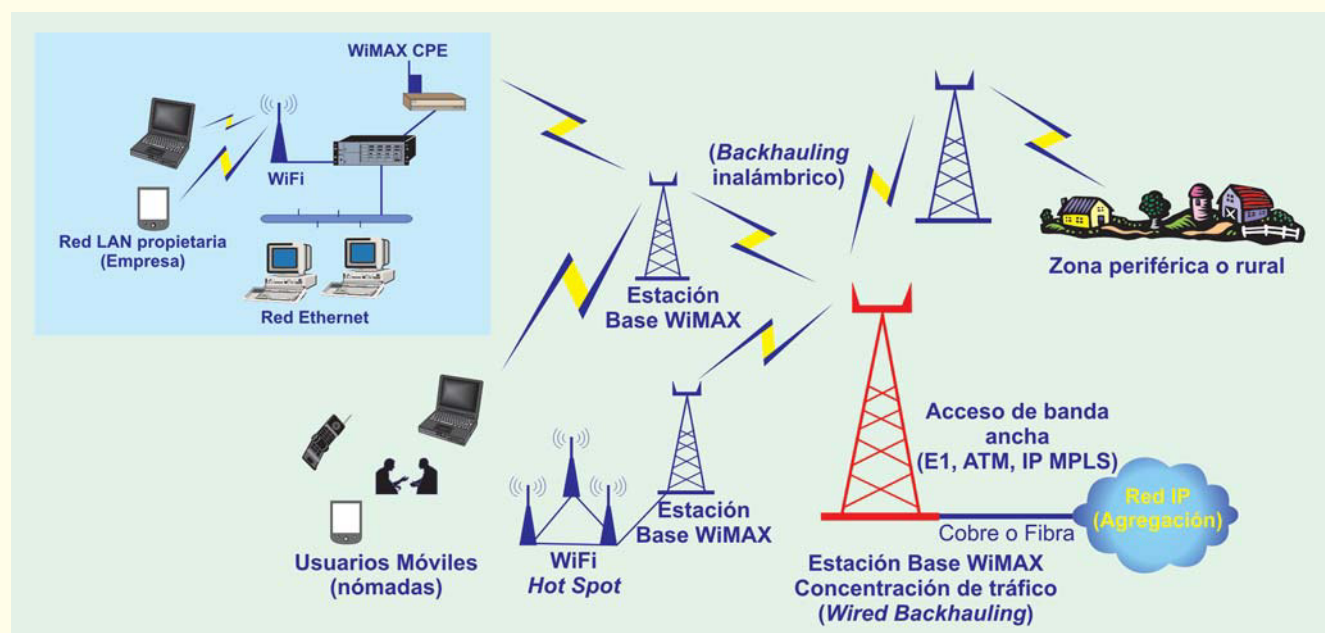 WiMAX CPE
WiFi
Red LAN propietaria
(Empresa)
Red Ethernet
(Backhauling
inalámbrico)
Estación
Base WiMAX
Zona periférica o rural
Usuarios Móviles
(nómadas)
WiFi
Hot Spot
Estación
Base WiMAX
Acceso de banda
ancha
(E1, ATM, IP MPLS)
Red IP
(Agregación)
Cobre o Fibra
Estación Base WiMAX
Concentración de tráfico
(Wired Backhauling)